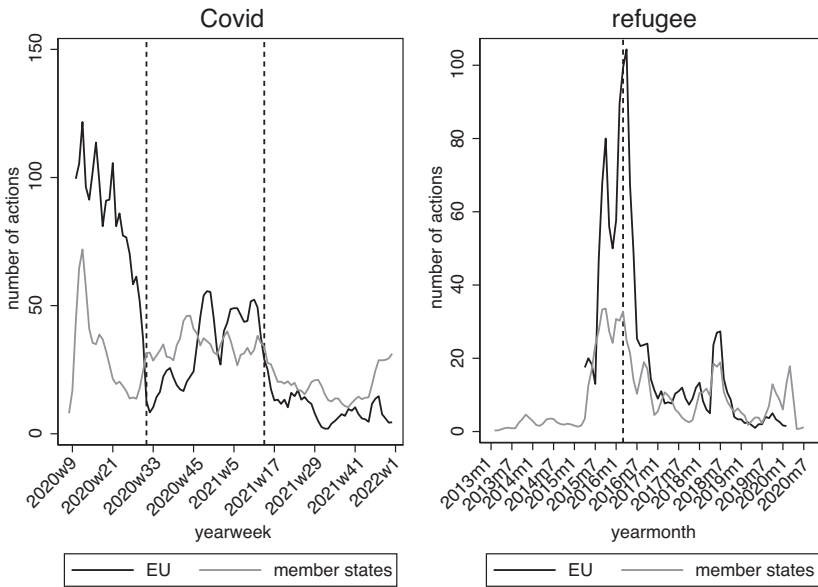 Covid
number of actions
150
100
50
0
2020w9
2020w21
2020w33
2020w45
2021w5
2021w17
2021w29
2021w41
2022w1
yearweek
EU member states
refugee
number of actions
100
80
60
40
20
0
2013m1
2013m7
2014m1
2014m7
2015m1
2015m7
2016m1
2016m7
2017m1
2017m7
2018m1
2018m7
2019m1
2019m7
2020m1
2020m7
yearmonth
EU member states